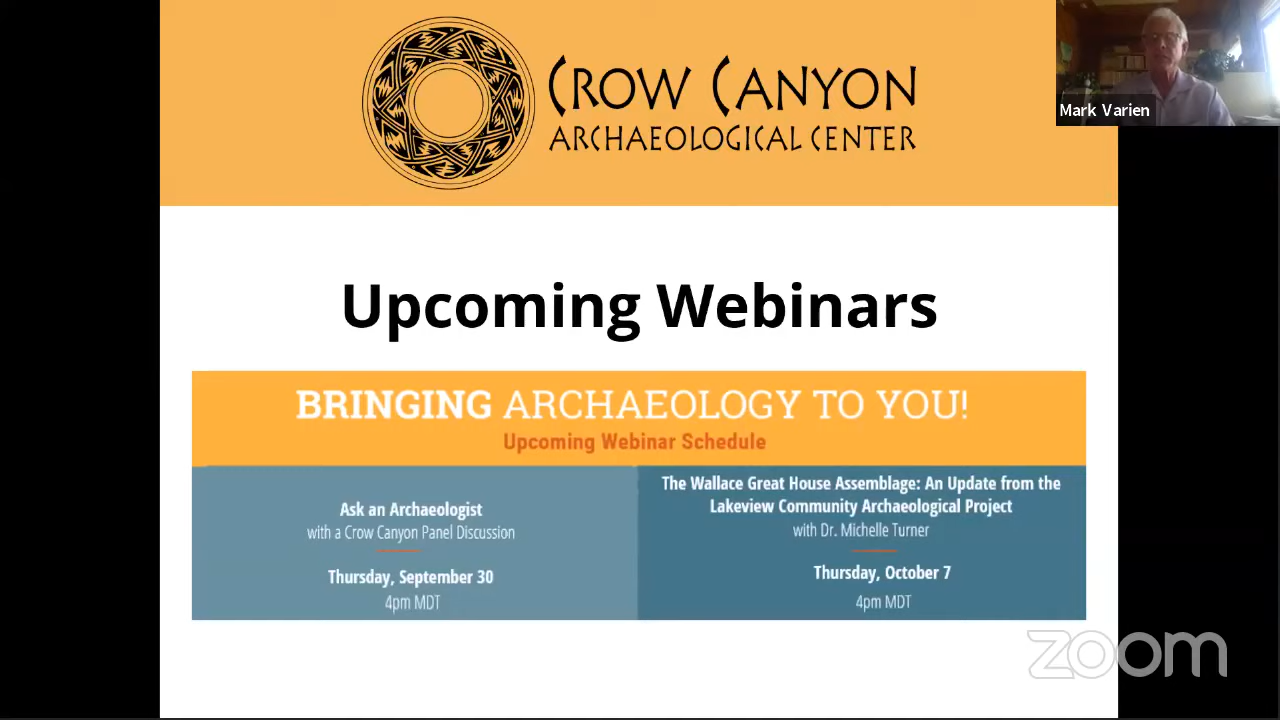 CROW CANYON
ARCHAEOLOGICAL CENTER
Mark Varien
Upcoming Webinars
BRINGING ARCHAEOLOGY TO YOU!
Upcoming Webinar Schedule
Ask an Archaeologist
with a Crow Canyon Panel Discussion
Thursday, September 30
4pm MDT
The Wallace Great House Assemblage: An Update from the
Lakeview Community Archaeological Project
with Dr. Michelle Turner
Thursday, October 7
4pm MDT
zoom